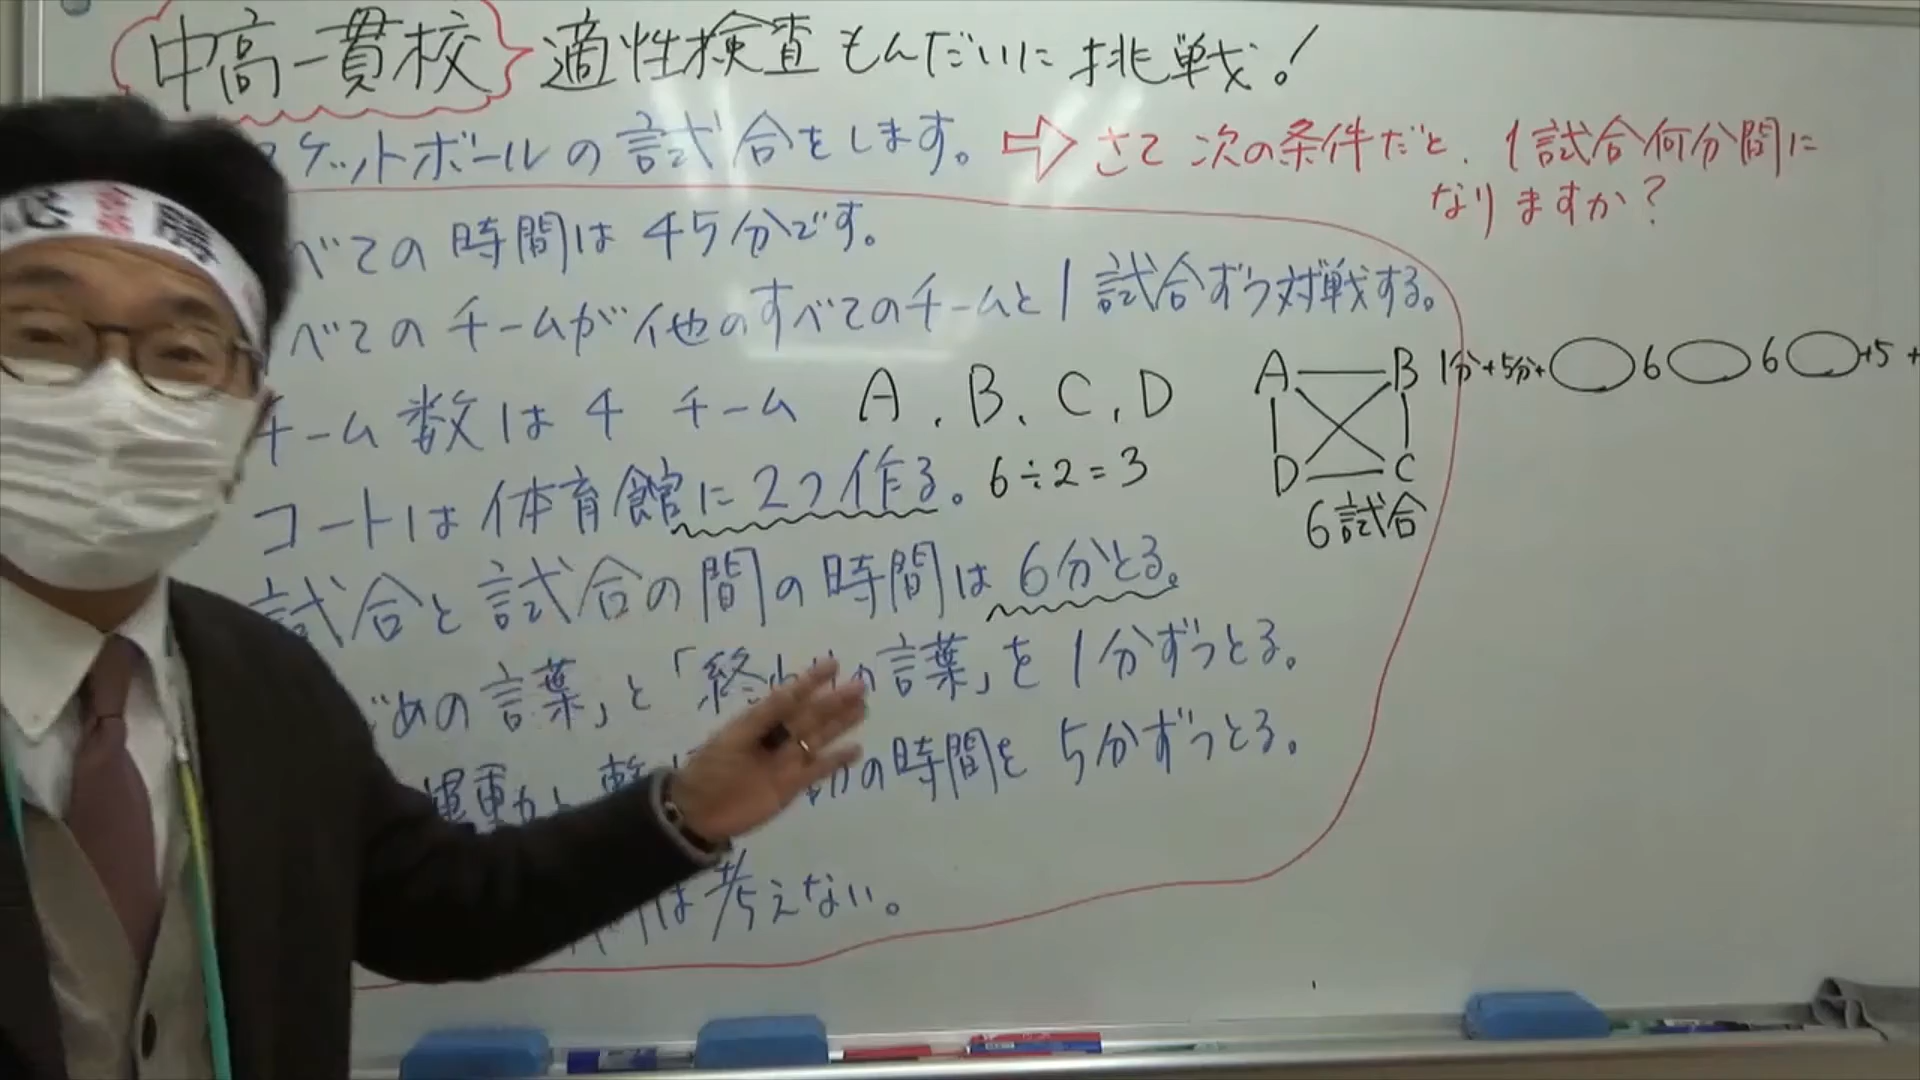 中高一貫校 適性検査もんだいに挑戦!
ケットボールの試合をします。⇨ さて次の条件だと、1試合何分間に
なりますか?
べての時間は45分です。
べてのチームが他のすべてのチームと1試合ずつ対戦する。
チーム数は4チーム A、B、C、D
A B 1分+5分+ 6 6 +5 +
D C
6試合
コートは体育館に2つ作る。6÷2=3
試合と試合の間の時間は6分とる。
じめの言葉」と「終わりの言葉」を1分ずつとる。
運動と整 の時間を5分ずつとる。
は考えない。
必 勝